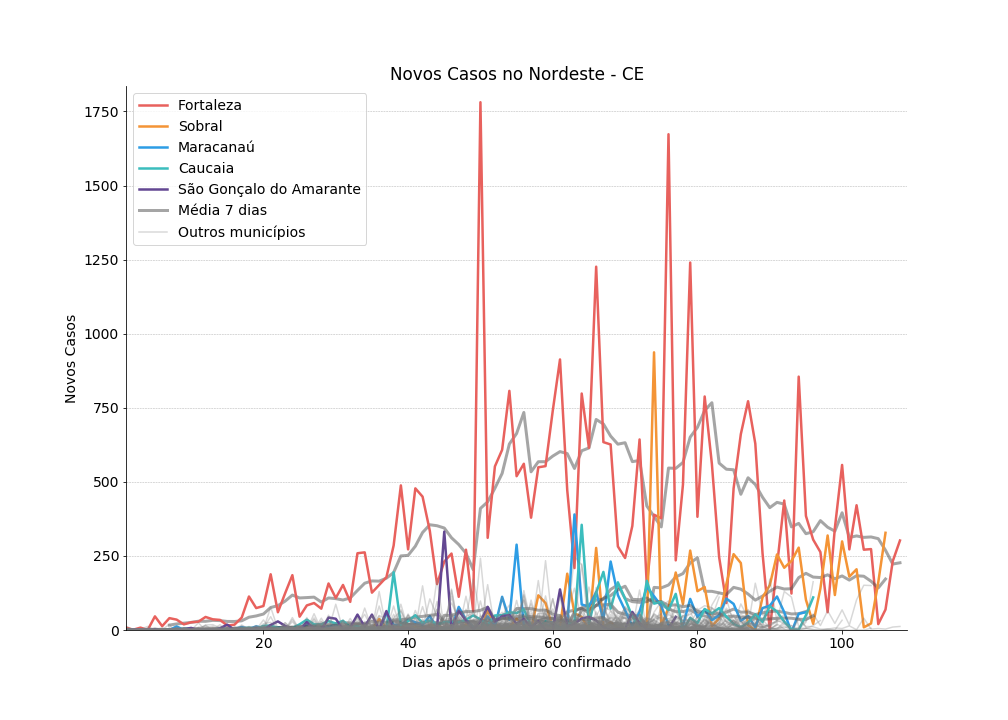 Novos Casos no Nordeste - CE
Fortaleza
Sobral
Maracanaú
Caucaia
São Gonçalo do Amarante
Média 7 dias
Outros municípios
Novos Casos
1750
1500
1250
1000
750
500
250
0
20
40
60
80
100
Dias após o primeiro confirmado